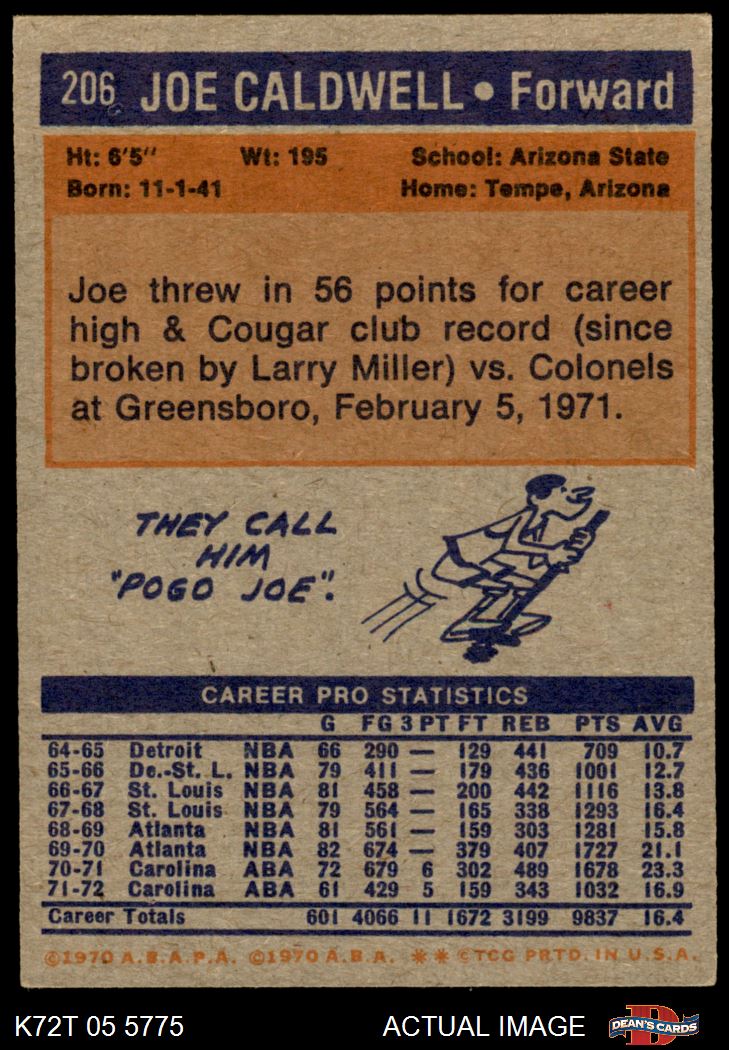 206 JOE CALDWELL • Forward
Ht: 6'5" Wt: 195 School: Arizona State
Born: 11-1-41 Home: Tempe, Arizona
Joe threw in 56 points for career
high & Cougar club record (since
broken by Larry Miller) vs. Colonels
at Greensboro, February 5, 1971.
THEY CALL
HIM
"POGO JOE".
CAREER PRO STATISTICS
G FG 3 PT FT REB PTS AVG
64-65 Detroit NBA 66 290 — 129 441 709 10.7
65-66 De.-St. L. NBA 79 411 — 179 436 1001 12.7
66-67 St. Louis NBA 81 458 — 200 442 1116 13.8
67-68 St. Louis NBA 79 564 — 165 338 1293 16.4
68-69 Atlanta NBA 81 561 — 159 303 1281 15.8
69-70 Atlanta NBA 82 674 — 379 407 1727 21.1
70-71 Carolina ABA 72 679 6 302 489 1678 23.3
71-72 Carolina ABA 61 429 5 159 343 1032 16.9
Career Totals 601 4066 11 1672 3199 9837 16.4
©1970 A.B.A.P.A. ©1970 A.B.A. ** ©TCG PRTD. IN U.S.A.
K72T 05 5775 ACTUAL IMAGE D DEAN'S CARDS